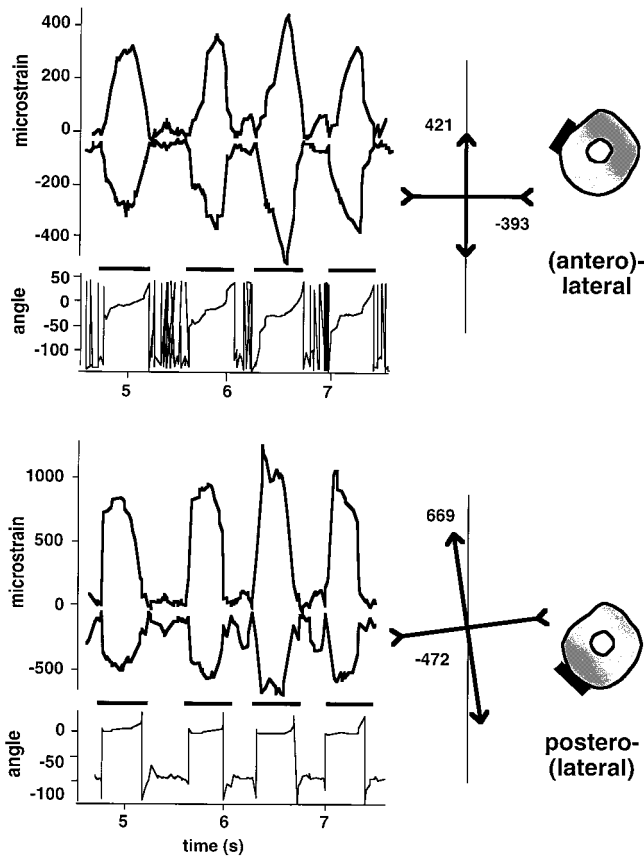 400
200
0
-200
-400
microstrain
50
0
-50
-100
angle
5
6
7
421
-393
(antero)-
lateral
1000
500
0
-500
microstrain
0
-50
-100
angle
5
6
7
time (s)
669
-472
postero-
(lateral)